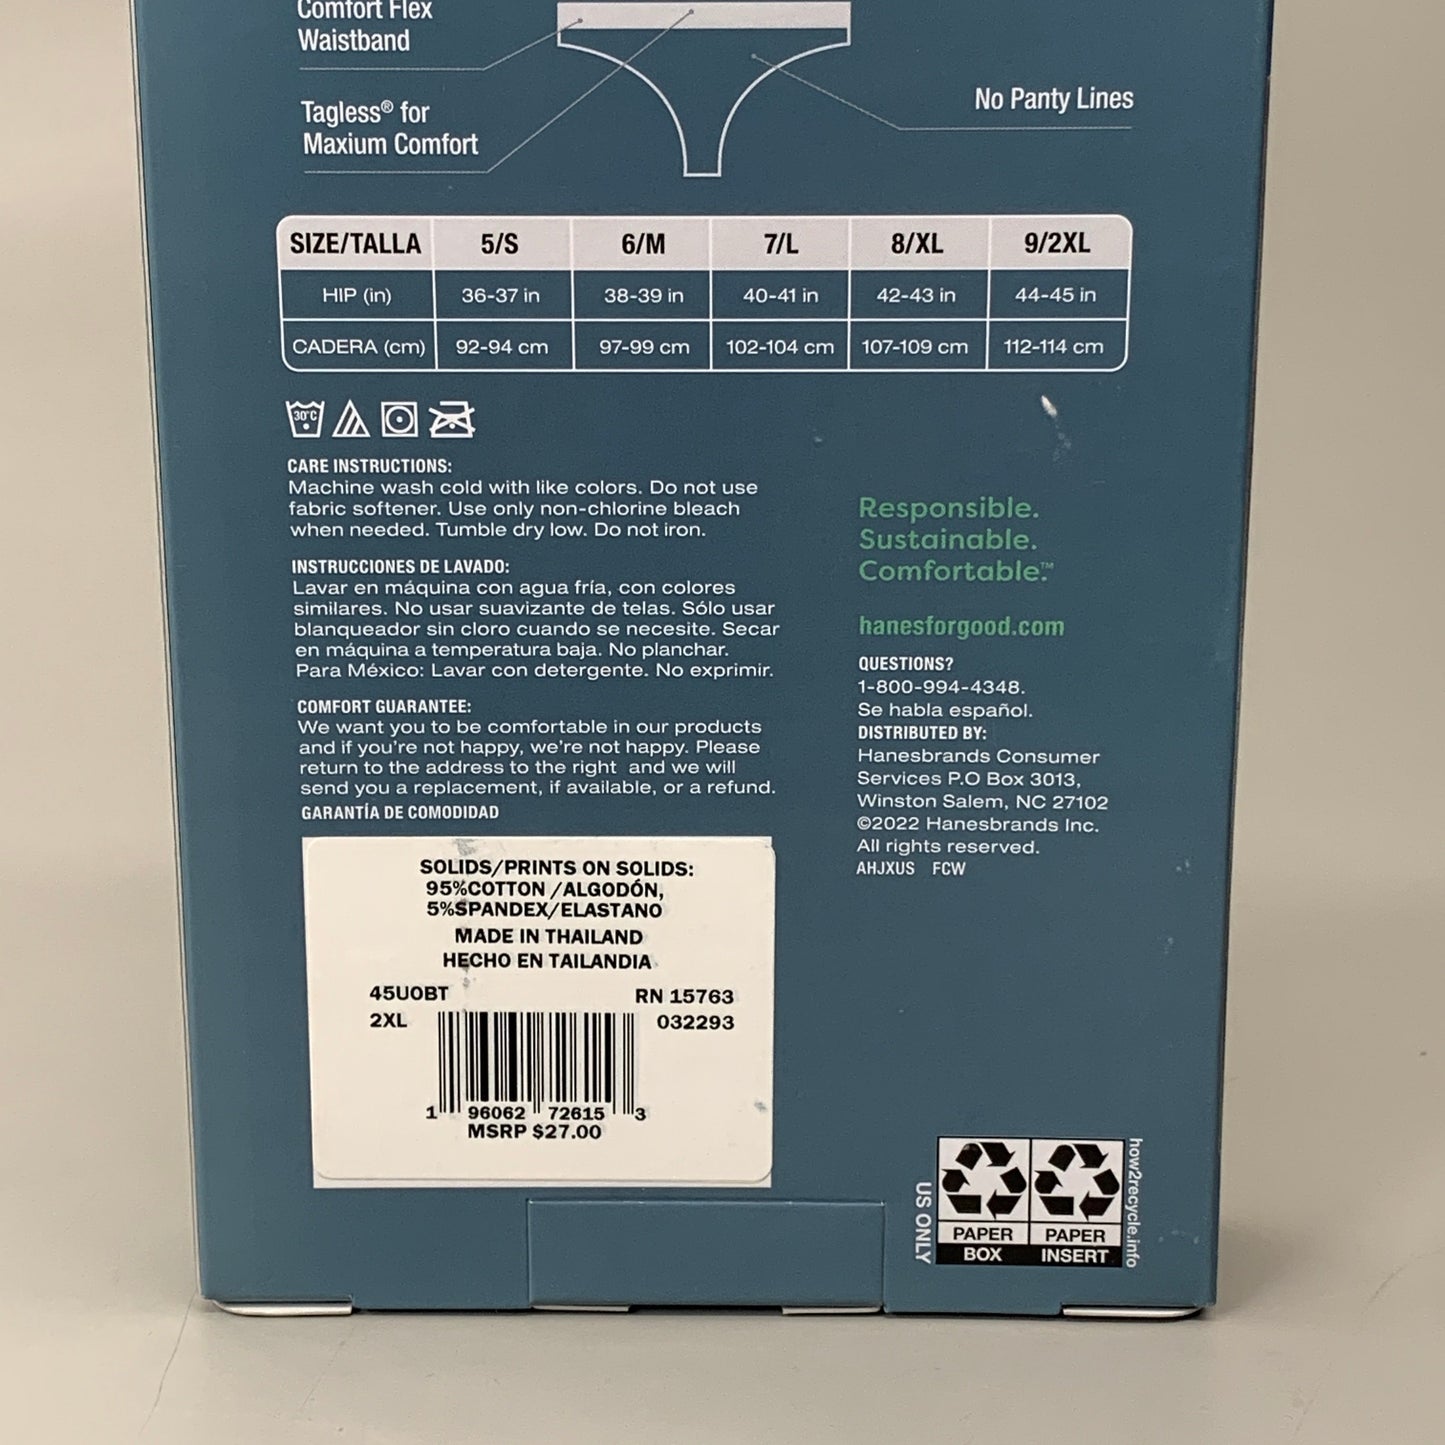 Comfort Flex
Waistband
Tagless® for
Maxium Comfort
No Panty Lines
SIZE/TALLA 5/S 6/M 7/L 8/XL 9/2XL
HIP (in) 36-37 in 38-39 in 40-41 in 42-43 in 44-45 in
CADERA (cm) 92-94 cm 97-99 cm 102-104 cm 107-109 cm 112-114 cm
30°C
CARE INSTRUCTIONS:
Machine wash cold with like colors. Do not use
fabric softener. Use only non-chlorine bleach
when needed. Tumble dry low. Do not iron.
INSTRUCCIONES DE LAVADO:
Lavar en máquina con agua fría, con colores
similares. No usar suavizante de telas. Sólo usar
blanqueador sin cloro cuando se necesite. Secar
en máquina a temperatura baja. No planchar.
Para México: Lavar con detergente. No exprimir.
COMFORT GUARANTEE:
We want you to be comfortable in our products
and if you're not happy, we're not happy. Please
return to the address to the right and we will
send you a replacement, if available, or a refund.
GARANTÍA DE COMODIDAD
Responsible.
Sustainable.
Comfortable.™
hanesforgood.com
QUESTIONS?
1-800-994-4348.
Se habla español.
DISTRIBUTED BY:
Hanesbrands Consumer
Services P.O Box 3013,
Winston Salem, NC 27102
©2022 Hanesbrands Inc.
All rights reserved.
AHJXUS FCW
SOLIDS/PRINTS ON SOLIDS:
95%COTTON /ALGODÓN,
5%SPANDEX/ELASTANO
MADE IN THAILAND
HECHO EN TAILANDIA
45UOBT RN 15763
2XL 032293
1 96062 72615 3
MSRP $27.00
US ONLY
PAPER PAPER
BOX INSERT
how2recycle.info